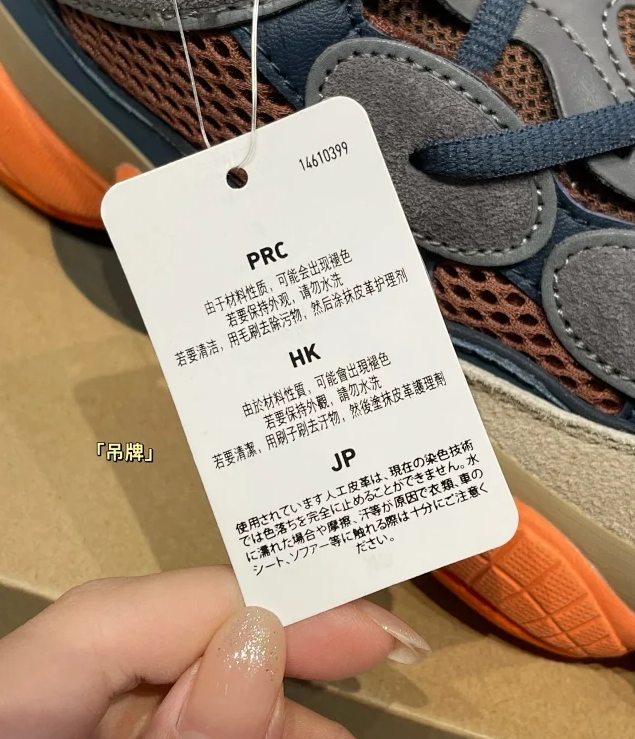 14610399
PRC
由于材料性质，可能会出现褪色
若要保持外观，请勿水洗
若要清洁，用毛刷去除污物，然后涂抹皮革护理剂
HK
由於材料性質，可能會出現褪色
若要保持外觀，請勿水洗
若要清潔，用刷子刷去汙物，然後塗抹皮革護理劑
JP
使用されています人工皮革は、現在の染色技術
では色落ちを完全に止めることができません。水
に濡れた場合や摩擦、汗等が原因で衣類、車の
シート、ソファー等に触れる際は十分にご注意く
ださい。
「吊牌」